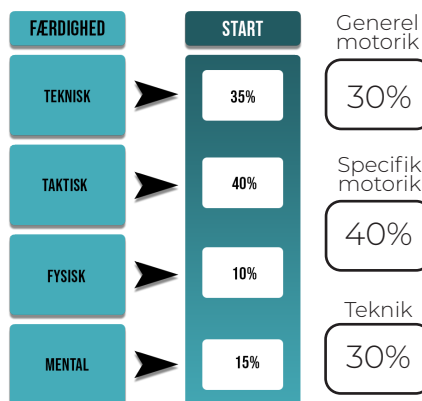 FÆRDIGHED
START
TEKNISK
35%
TAKTISK
40%
FYSISK
10%
MENTAL
15%
Generel
motorik
30%
Specifik
motorik
40%
Teknik
30%